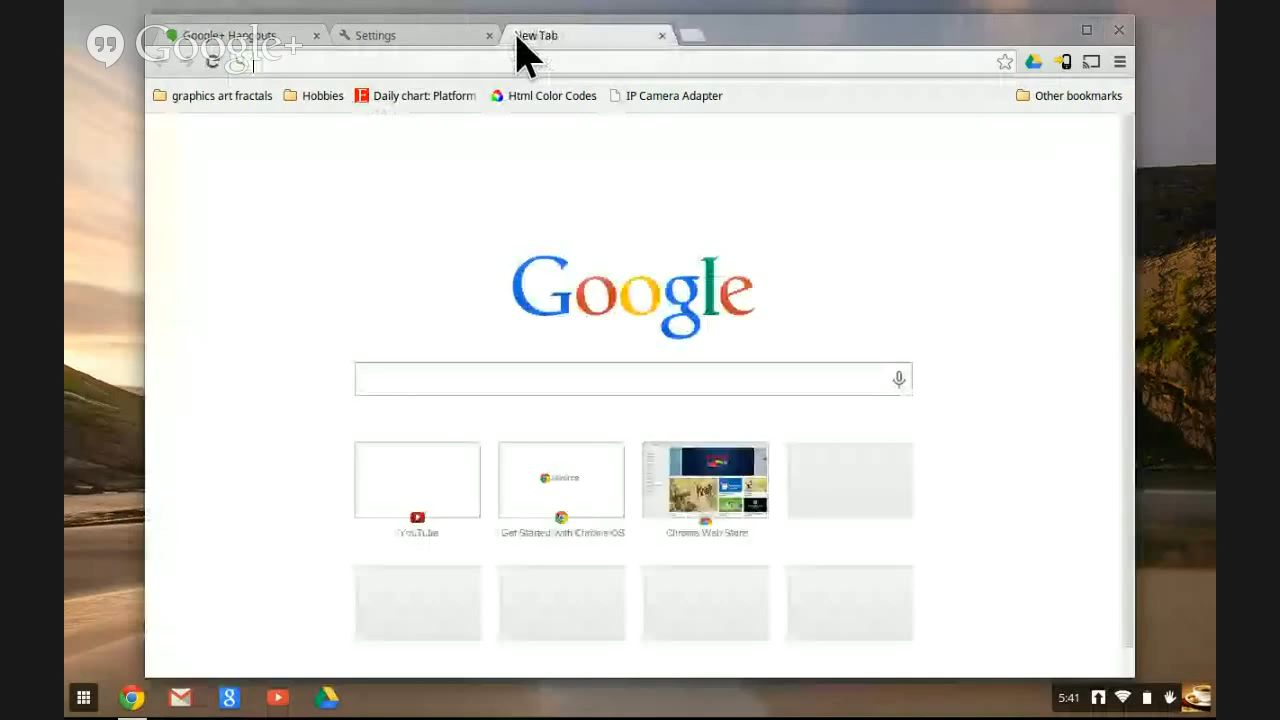 Google+
Google+ Hangouts
Settings
New Tab
graphics art fractals
Hobbies
Daily chart: Platform
Html Color Codes
IP Camera Adapter
Other bookmarks
Google
YouTube
Get Started with Chrome OS
Chrome Web Store
5:41